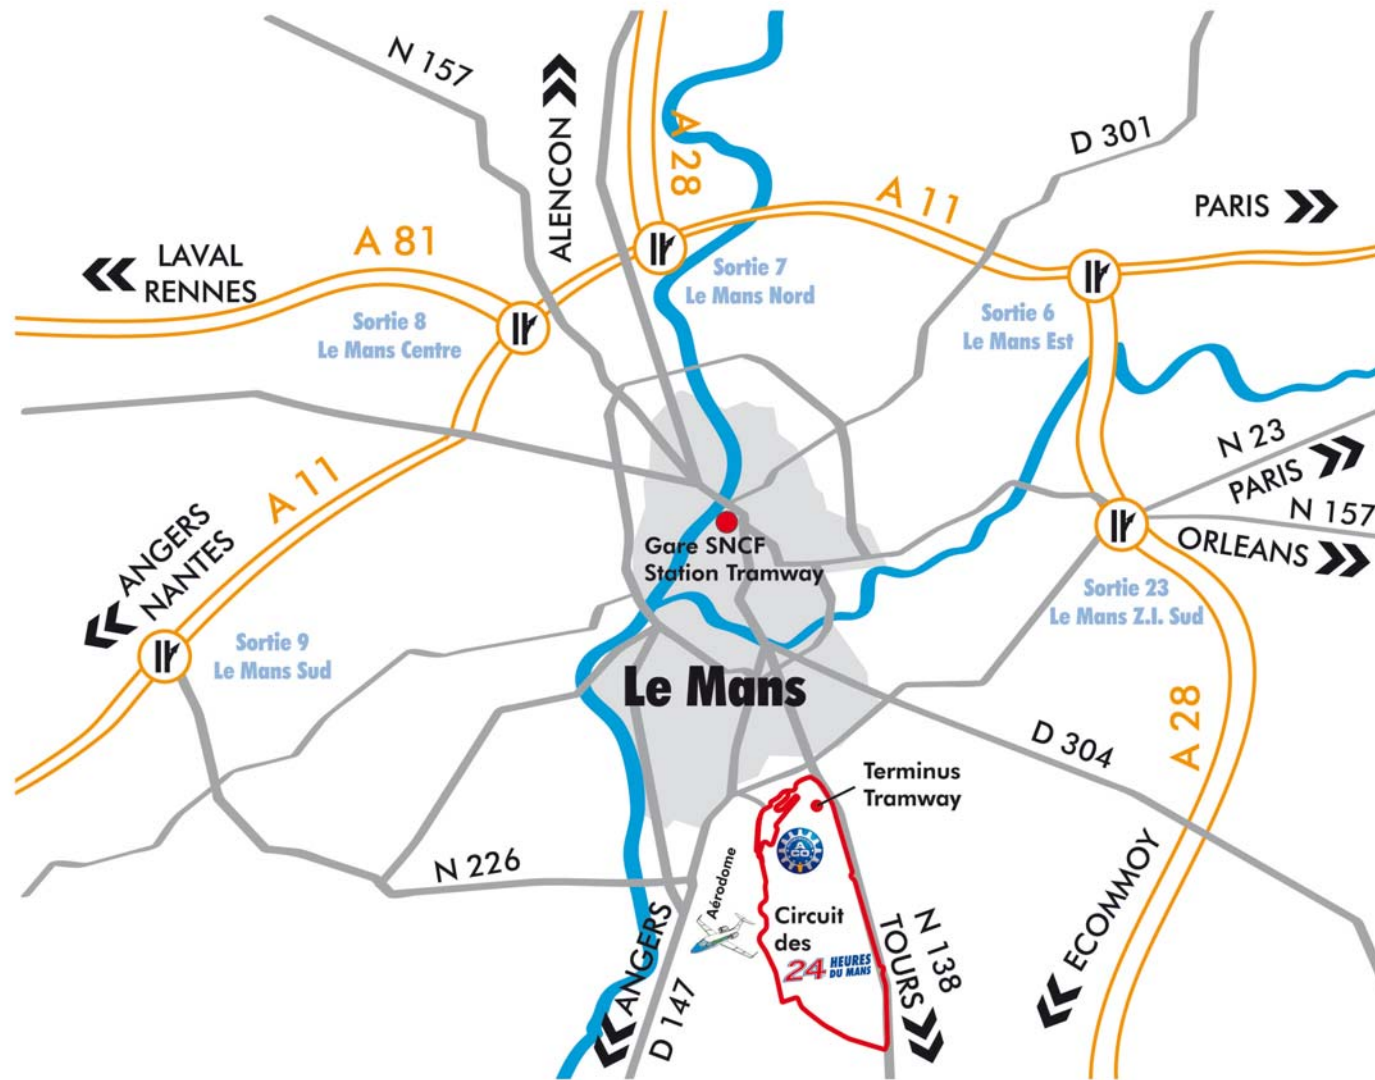 N 157
ALENCON
A 28
D 301
A 11
PARIS
A 81
LAVAL
RENNES
Sortie 7
Le Mans Nord
Sortie 8
Le Mans Centre
Sortie 6
Le Mans Est
N 23
PARIS
N 157
ORLEANS
A 11
ANGERS
NANTES
Gare SNCF
Station Tramway
Sortie 23
Le Mans Z.I. Sud
Sortie 9
Le Mans Sud
Le Mans
A 28
D 304
Terminus
Tramway
N 226
Aérodome
ACO
Circuit
des
24 HEURES
DU MANS
N 138
TOURS
ECOMMOY
ANGERS
D 147